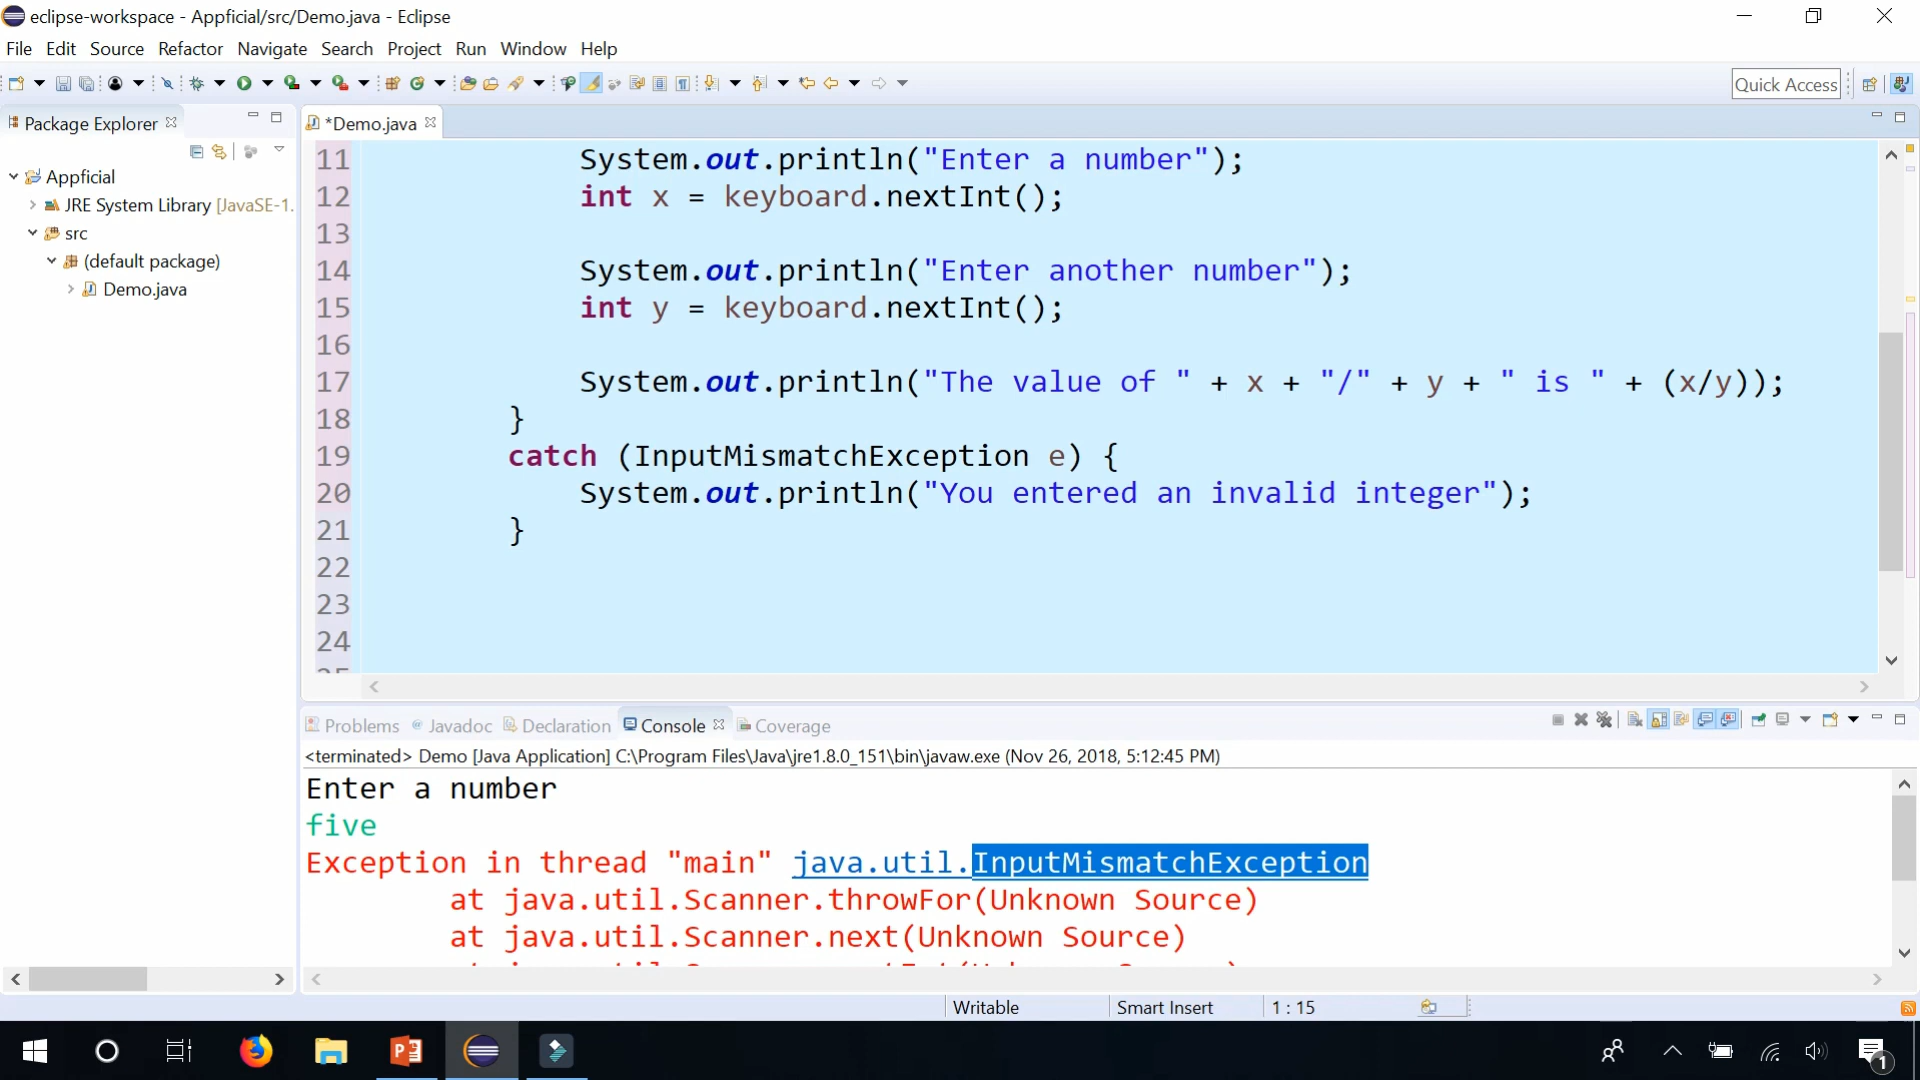 eclipse-workspace - Appficial/src/Demo.java - Eclipse
File Edit Source Refactor Navigate Search Project Run Window Help
Quick Access
Package Explorer
*Demo.java
Appficial
JRE System Library [JavaSE-1.
src
(default package)
Demo.java
11 System.out.println("Enter a number");
12 int x = keyboard.nextInt();
13
14 System.out.println("Enter another number");
15 int y = keyboard.nextInt();
16
17 System.out.println("The value of " + x + "/" + y + " is " + (x/y));
18 }
19 catch (InputMismatchException e) {
20 System.out.println("You entered an invalid integer");
21 }
22
23
24
Problems Javadoc Declaration Console Coverage
<terminated> Demo [Java Application] C:\Program Files\Java\jre1.8.0_151\bin\javaw.exe (Nov 26, 2018, 5:12:45 PM)
Enter a number
five
Exception in thread "main" java.util.InputMismatchException
at java.util.Scanner.throwFor(Unknown Source)
at java.util.Scanner.next(Unknown Source)
Writable Smart Insert 1 : 15
1